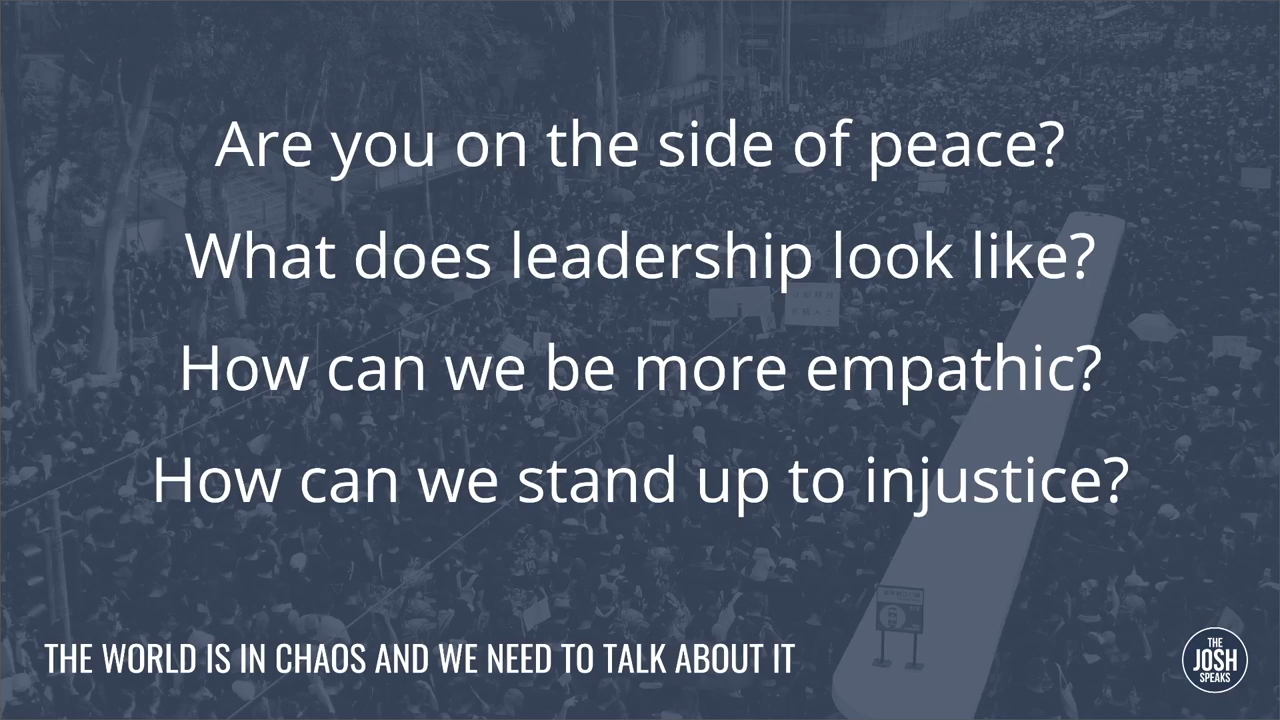 Are you on the side of peace?
What does leadership look like?
How can we be more empathic?
How can we stand up to injustice?
THE WORLD IS IN CHAOS AND WE NEED TO TALK ABOUT IT
THE
JOSH
SPEAKS